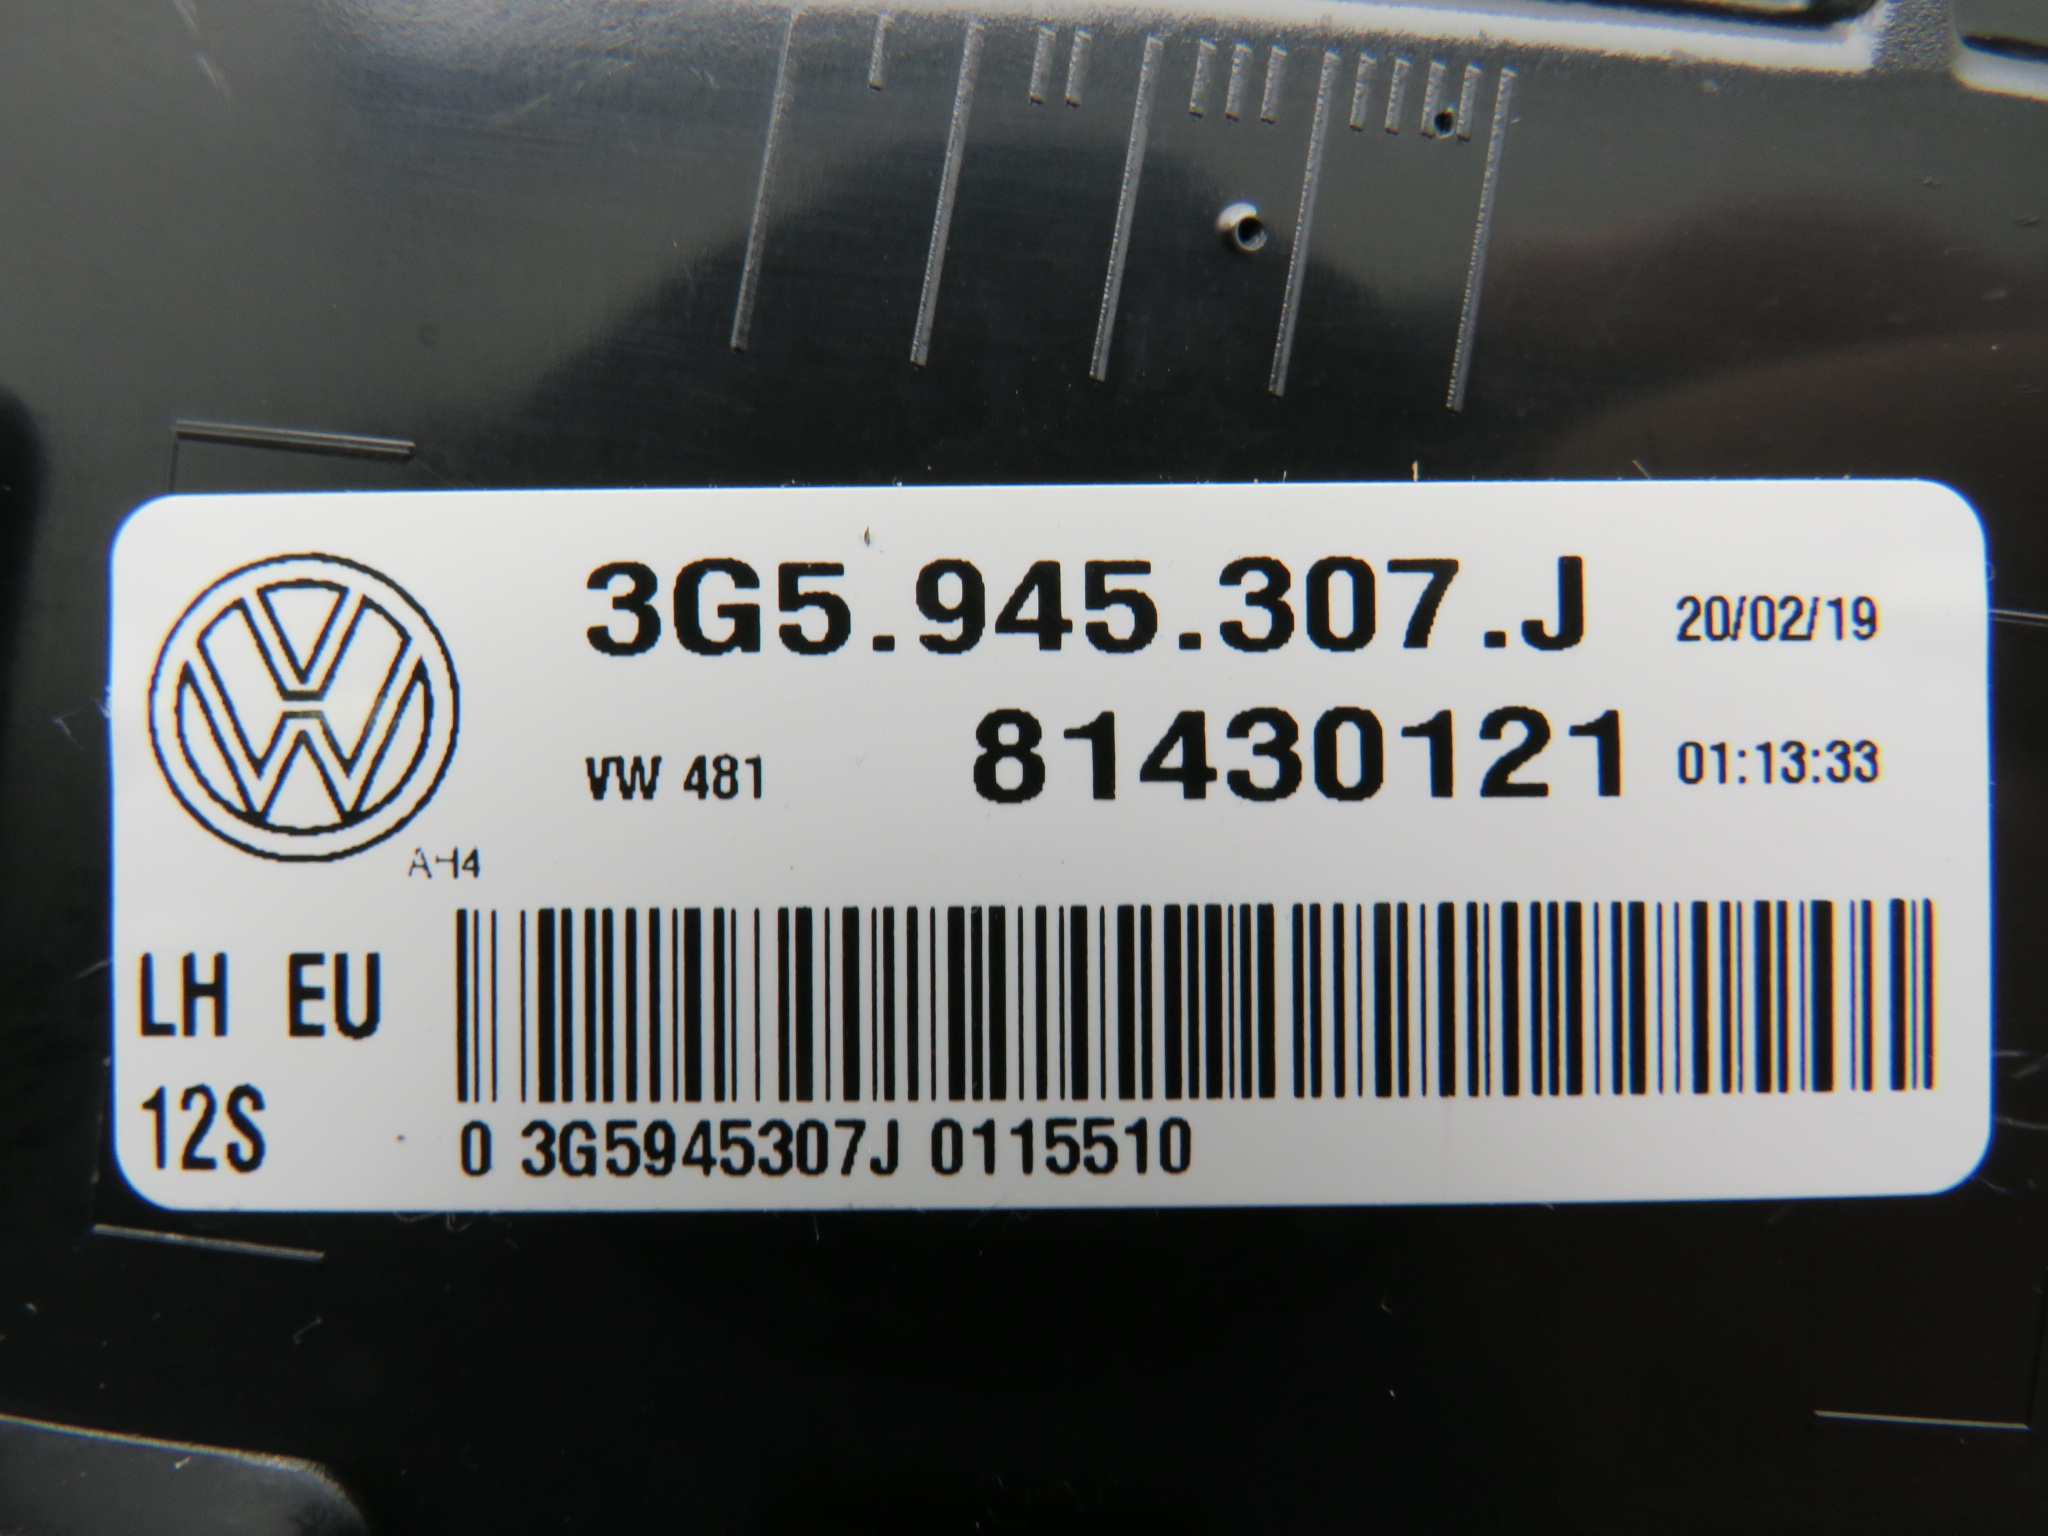 3G5.945.307.J 20/02/19
VW 481 81430121 01:13:33
AH4
LH EU
12S
0 3G5945307J 0115510